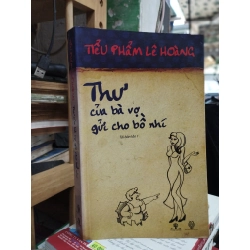 TIỂU PHẨM LÊ HOÀNG
Thư
của bà vợ
gửi cho bồ nhí